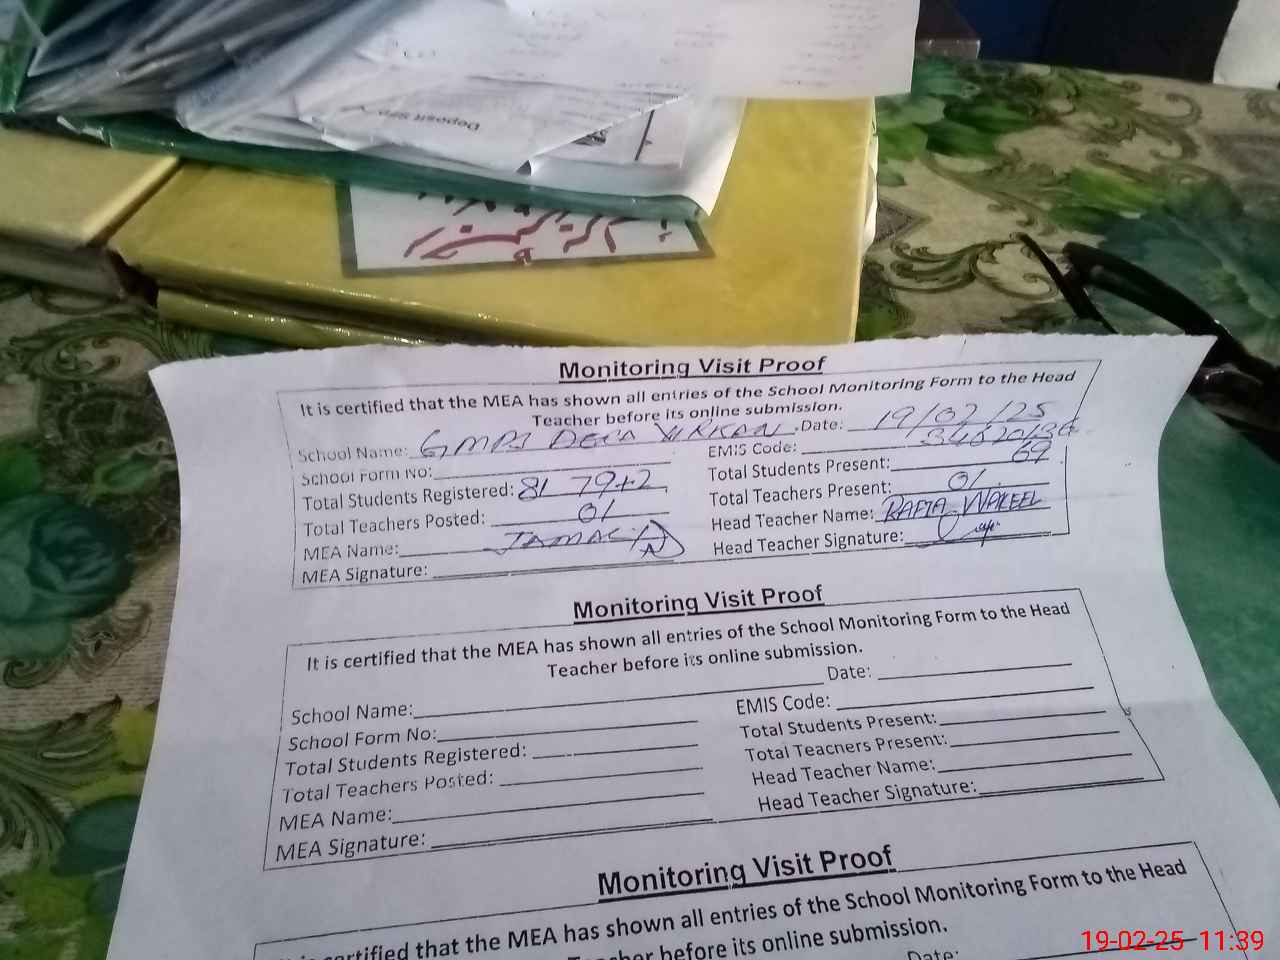 Deposit Slip
Monitoring Visit Proof
It is certified that the MEA has shown all entries of the School Monitoring Form to the Head
Teacher before its online submission.
School Name: GMPS DERA VIRKAN Date: 19/02/25
School Form No: EMIS Code:
Total Students Registered: 81 79+2 Total Students Present: 69
Total Teachers Posted: 01 Total Teachers Present: 01
MEA Name: JAMAL Head Teacher Name: RAFIA WAKEEL
MEA Signature: Head Teacher Signature:
Monitoring Visit Proof
It is certified that the MEA has shown all entries of the School Monitoring Form to the Head
Teacher before its online submission.
School Name: Date:
School Form No: EMIS Code:
Total Students Registered: Total Students Present:
Total Teachers Posted: Total Teachers Present:
MEA Name: Head Teacher Name:
MEA Signature: Head Teacher Signature:
Monitoring Visit Proof
It is certified that the MEA has shown all entries of the School Monitoring Form to the Head
Teacher before its online submission.
Date:
19-02-25 11:39